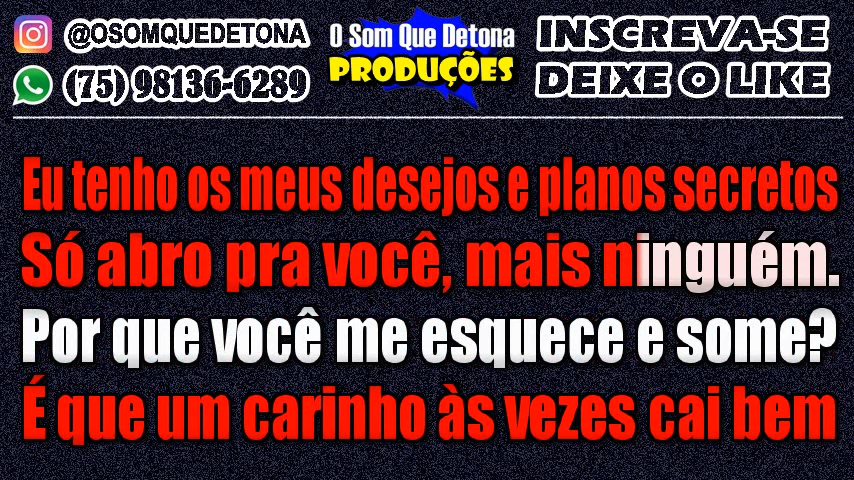 @OSOMQUEDETONA
(75) 98136-6289
O Som Que Detona
PRODUÇÕES
INSCREVA-SE
DEIXE O LIKE
Eu tenho os meus desejos e planos secretos
Só abro pra você, mais ninguém.
Por que você me esquece e some?
É que um carinho às vezes cai bem